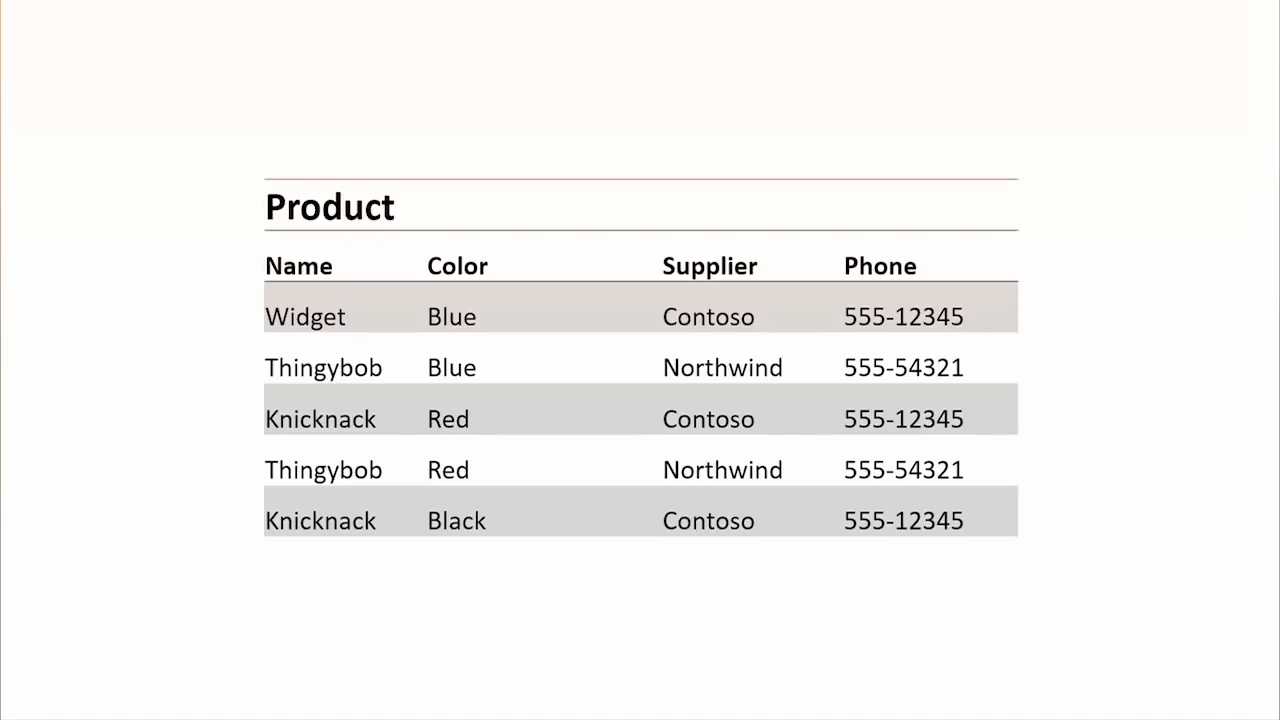 Product
Name Color Supplier Phone
Widget Blue Contoso 555-12345
Thingybob Blue Northwind 555-54321
Knicknack Red Contoso 555-12345
Thingybob Red Northwind 555-54321
Knicknack Black Contoso 555-12345